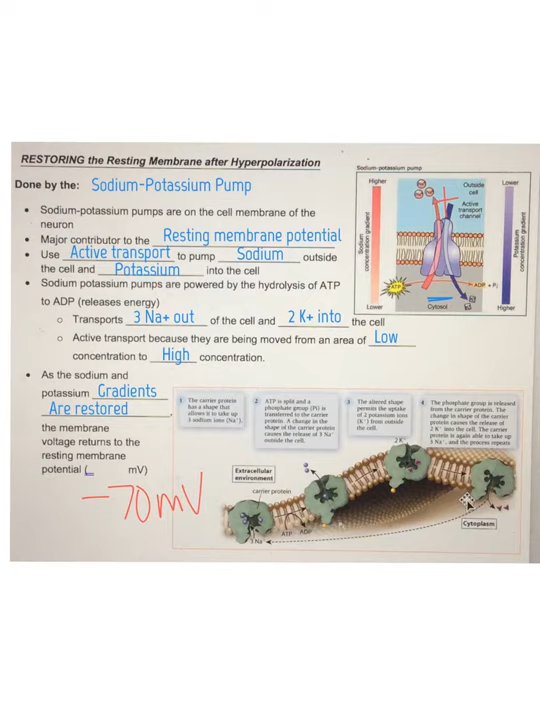 RESTORING the Resting Membrane after Hyperpolarization
Done by the: Sodium-Potassium Pump
• Sodium-potassium pumps are on the cell membrane of the
neuron
• Major contributor to the Resting membrane potential
• Use Active transport to pump Sodium outside
the cell and Potassium into the cell
• Sodium potassium pumps are powered by the hydrolysis of ATP
to ADP (releases energy)
o Transports 3 Na+ out of the cell and 2 K+ into the cell
o Active transport because they are being moved from an area of Low
concentration to High concentration.
• As the sodium and
potassium Gradients
Are restored,
the membrane
voltage returns to the
resting membrane
potential (__ mV)
-70mV
Sodium-potassium pump
Higher
Outside
cell
Lower
Active
transport
channel
Sodium
concentration gradient
Potassium
concentration gradient
ATP
ADP + Pi
Lower
Cytosol
Higher
1 The carrier protein
has a shape that
allows it to take up
3 sodium ions (Na+).
2 ATP is split and a
phosphate group (Pi) is
transferred to the carrier
protein. A change in the
shape of the carrier protein
causes the release of 3 Na+
outside the cell.
3 The altered shape
permits the uptake
of 2 potassium ions
(K+) from outside
the cell.
4 The phosphate group is released
from the carrier protein. The
change in shape of the carrier
protein causes the release of
2 K+ into the cell. The carrier
protein is again able to take up
3 Na+, and the process repeats
2 K+
Extracellular
environment
carrier protein
ATP
ADP
3 Na+
Cytoplasm